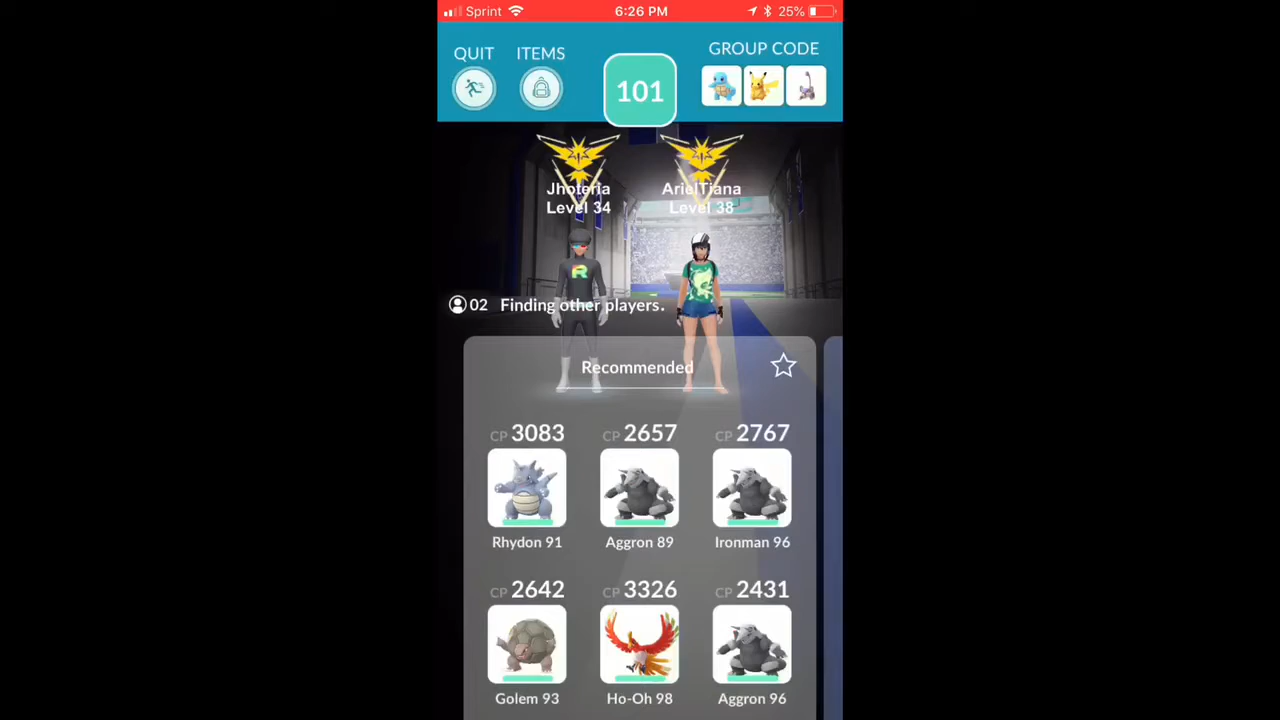 Sprint 6:26 PM 25%
QUIT ITEMS GROUP CODE
101
Jhoteria ArielTiana
Level 34 Level 38
02 Finding other players.
Recommended
CP 3083 CP 2657 CP 2767
R
Rhydon 91 Aggron 89 Ironman 96
CP 2642 CP 3326 CP 2431
Golem 93 Ho-Oh 98 Aggron 96